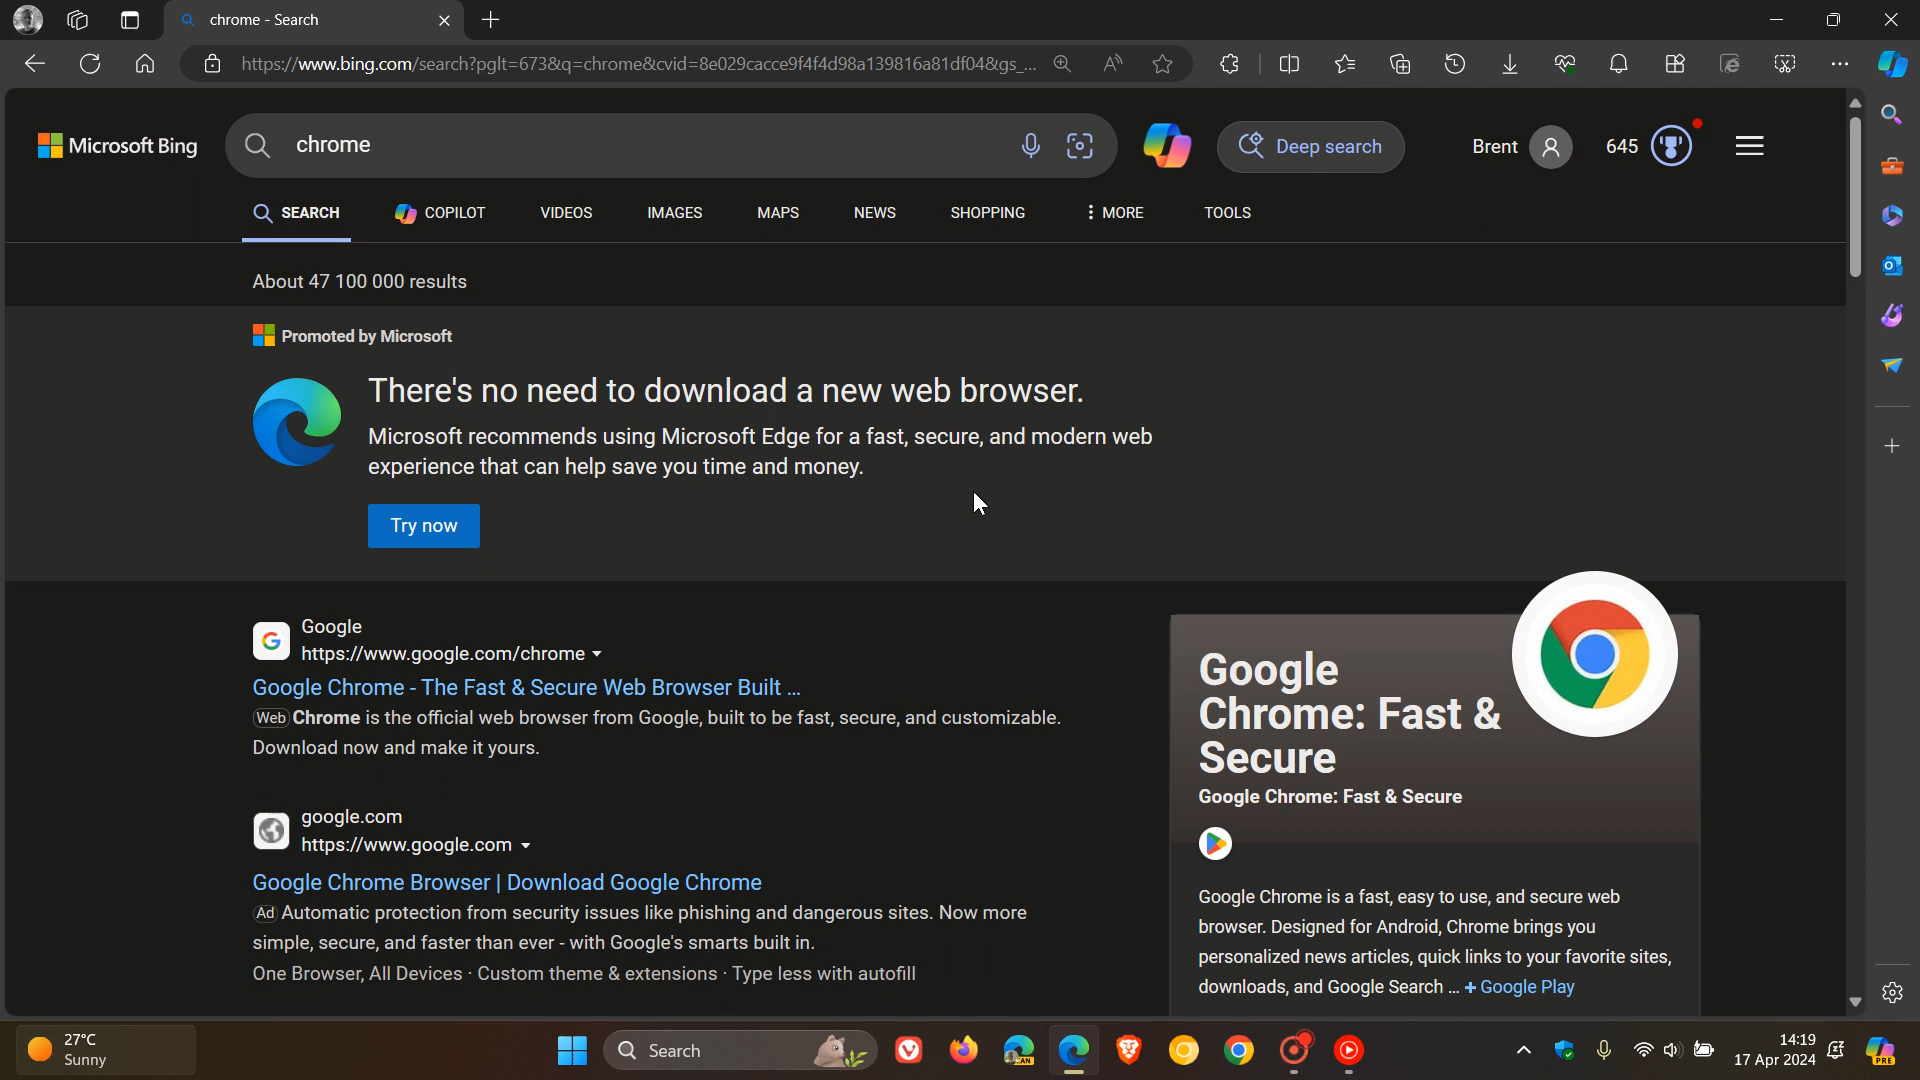 chrome - Search
https://www.bing.com/search?pglt=673&q=chrome&cvid=8e029cacce9f4f4d98a139816a81df04&gs_...
Microsoft Bing
chrome
Deep search
Brent
645
SEARCH
COPILOT
VIDEOS
IMAGES
MAPS
NEWS
SHOPPING
MORE
TOOLS
About 47 100 000 results
Promoted by Microsoft
There's no need to download a new web browser.
Microsoft recommends using Microsoft Edge for a fast, secure, and modern web
experience that can help save you time and money.
Try now
Google
https://www.google.com/chrome
Google Chrome - The Fast & Secure Web Browser Built ...
Web Chrome is the official web browser from Google, built to be fast, secure, and customizable.
Download now and make it yours.
google.com
https://www.google.com
Google Chrome Browser | Download Google Chrome
Ad Automatic protection from security issues like phishing and dangerous sites. Now more
simple, secure, and faster than ever - with Google's smarts built in.
One Browser, All Devices · Custom theme & extensions · Type less with autofill
Google
Chrome: Fast &
Secure
Google Chrome: Fast & Secure
Google Chrome is a fast, easy to use, and secure web
browser. Designed for Android, Chrome brings you
personalized news articles, quick links to your favorite sites,
downloads, and Google Search ... + Google Play
27°C
Sunny
Search
CAN
14:19
17 Apr 2024
PRE